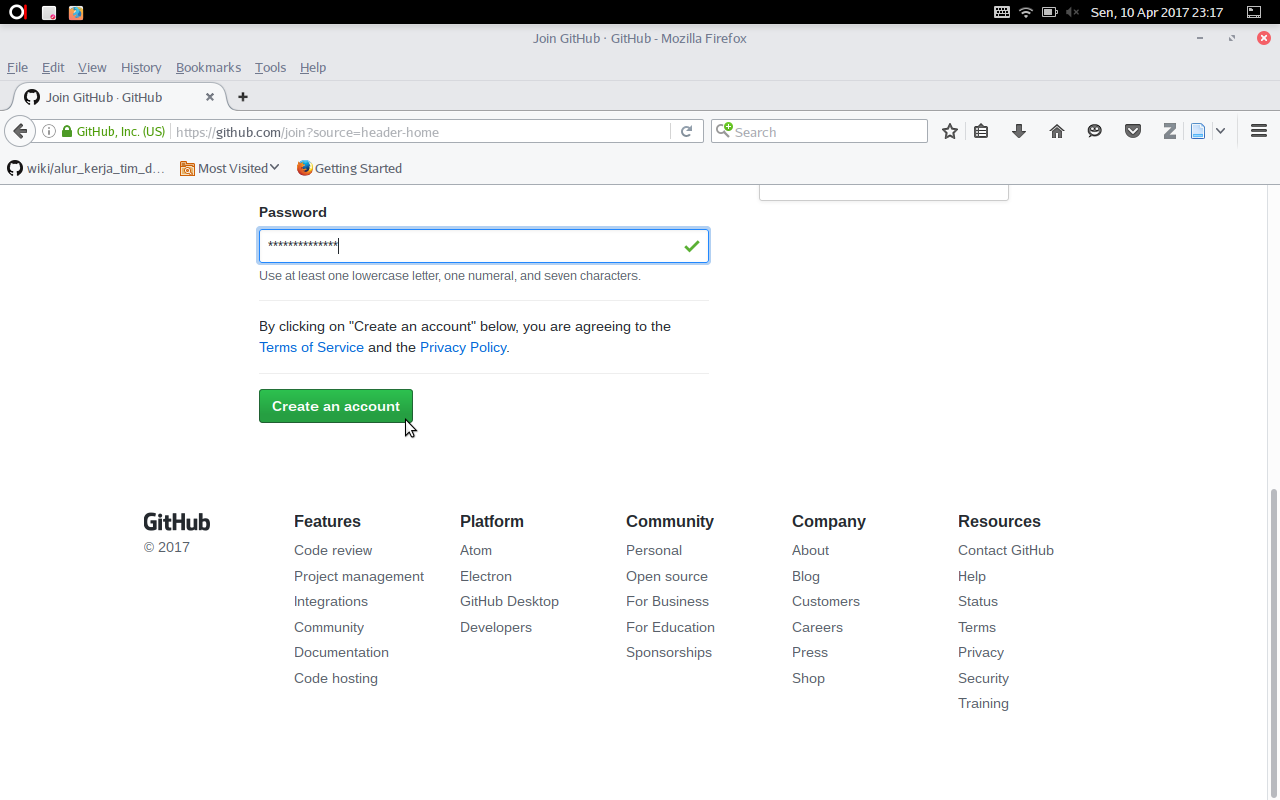 Sen, 10 Apr 2017 23:17
Join GitHub · GitHub - Mozilla Firefox
File Edit View History Bookmarks Tools Help
Join GitHub · GitHub
GitHub, Inc. (US) https://github.com/join?source=header-home Search
wiki/alur_kerja_tim_d… Most Visited Getting Started
Password
**************
Use at least one lowercase letter, one numeral, and seven characters.
By clicking on "Create an account" below, you are agreeing to the
Terms of Service and the Privacy Policy.
Create an account
GitHub
© 2017
Features
Code review
Project management
Integrations
Community
Documentation
Code hosting
Platform
Atom
Electron
GitHub Desktop
Developers
Community
Personal
Open source
For Business
For Education
Sponsorships
Company
About
Blog
Customers
Careers
Press
Shop
Resources
Contact GitHub
Help
Status
Terms
Privacy
Security
Training